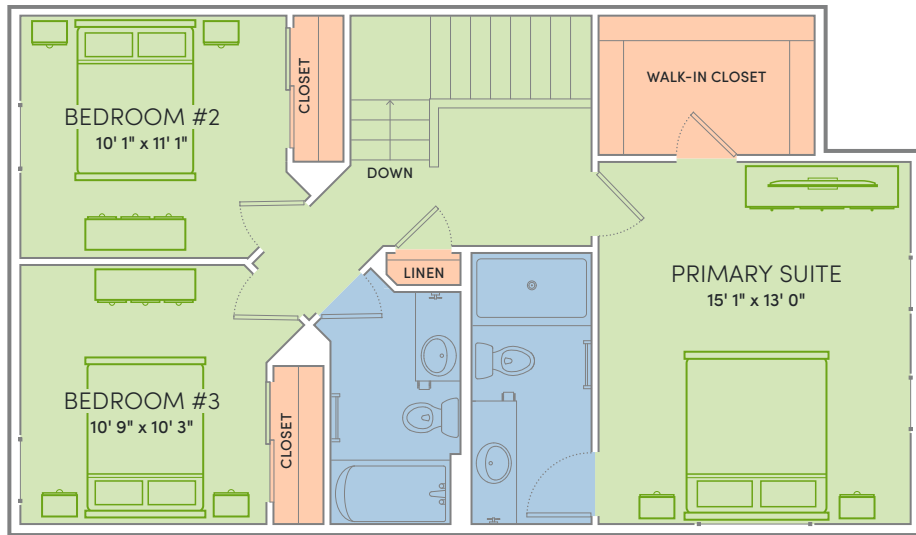 BEDROOM #2
10' 1" x 11' 1"
CLOSET
DOWN
WALK-IN CLOSET
LINEN
PRIMARY SUITE
15' 1" x 13' 0"
BEDROOM #3
10' 9" x 10' 3"
CLOSET